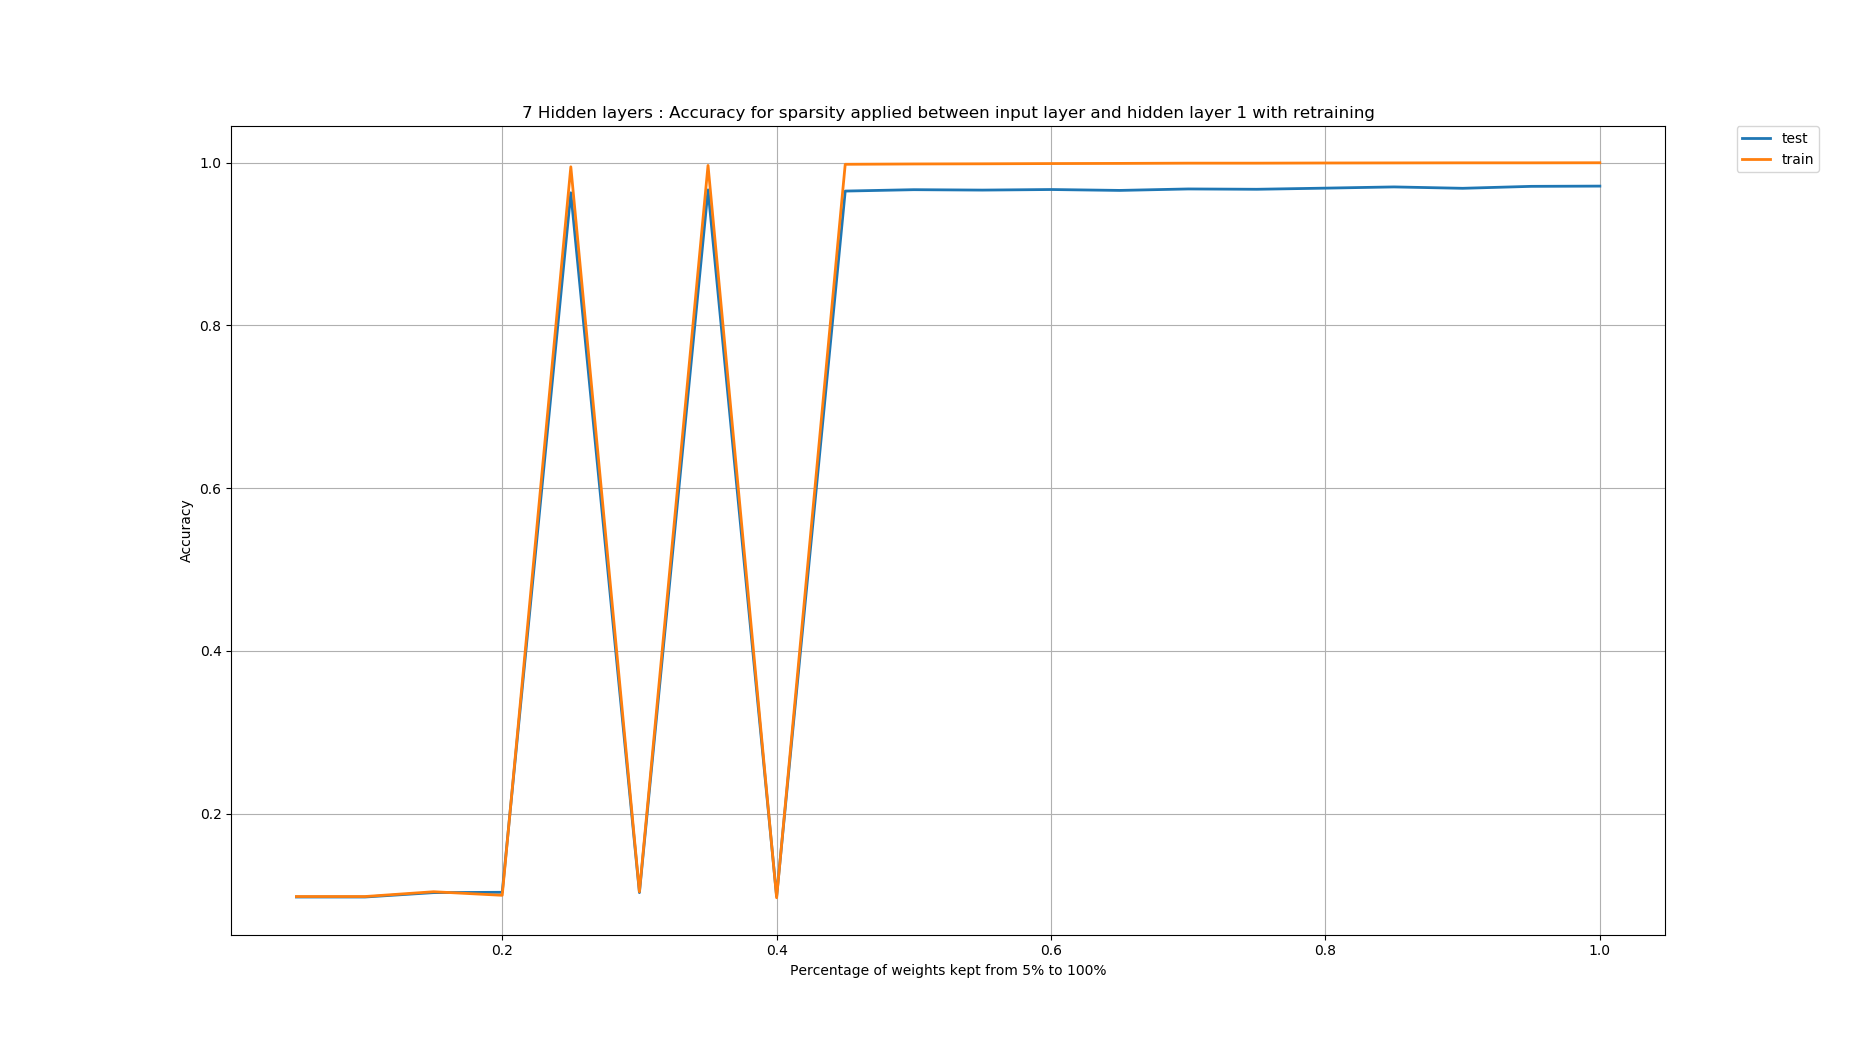 7 Hidden layers : Accuracy for sparsity applied between input layer and hidden layer 1 with retraining
test
train
1.0
0.8
0.6
0.4
0.2
Accuracy
0.2 0.4 0.6 0.8 1.0
Percentage of weights kept from 5% to 100%